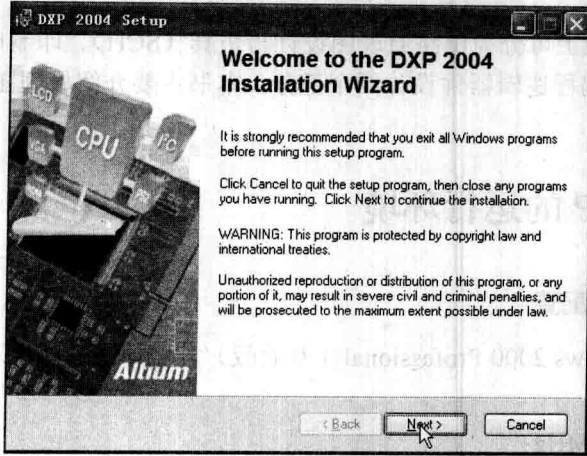 DXP 2004 Setup
Welcome to the DXP 2004
Installation Wizard
It is strongly recommended that you exit all Windows programs
before running this setup program.
Click Cancel to quit the setup program, then close any programs
you have running. Click Next to continue the installation.
WARNING: This program is protected by copyright law and
international treaties.
Unauthorized reproduction or distribution of this program, or any
portion of it, may result in severe civil and criminal penalties, and
will be prosecuted to the maximum extent possible under law.
LCD
CPU
I²C
Altium
< Back
Next >
Cancel